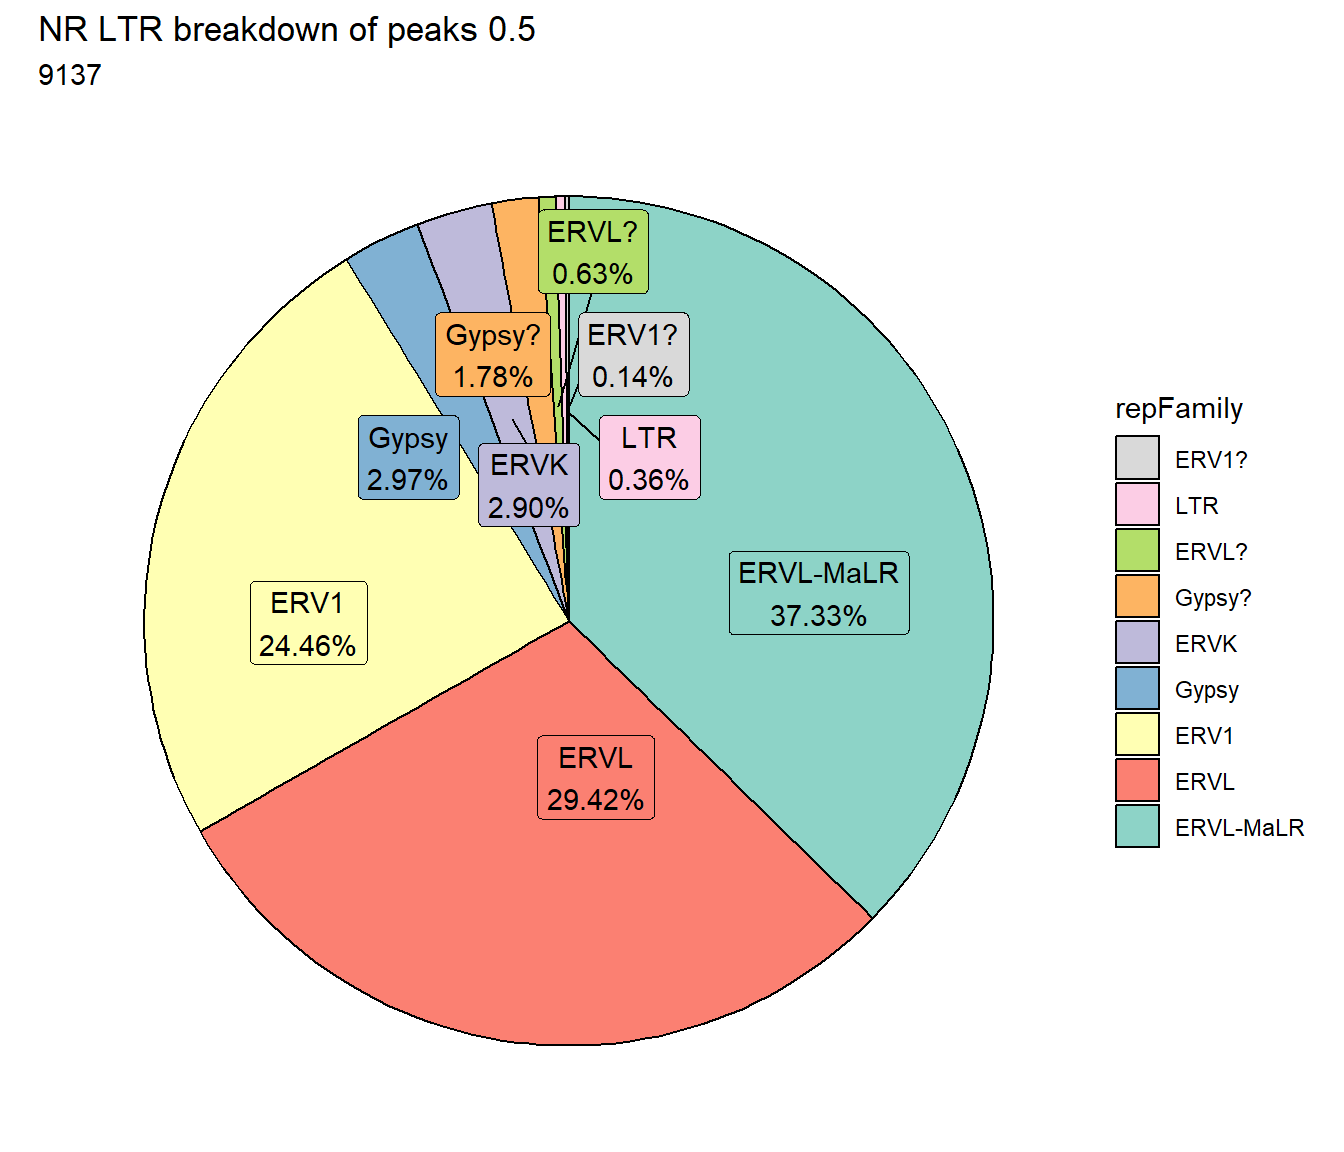 NR LTR breakdown of peaks 0.5
9137
ERVL?
0.63%
Gypsy?
1.78%
ERV1?
0.14%
Gypsy
2.97%
ERVK
2.90%
LTR
0.36%
ERVL-MaLR
37.33%
ERV1
24.46%
ERVL
29.42%
repFamily
ERV1?
LTR
ERVL?
Gypsy?
ERVK
Gypsy
ERV1
ERVL
ERVL-MaLR